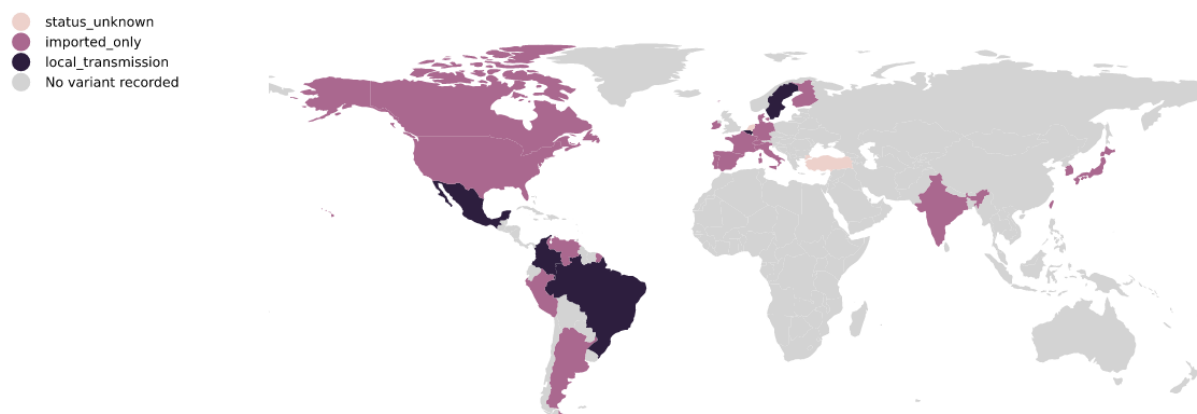 status_unknown
imported_only
local_transmission
No variant recorded